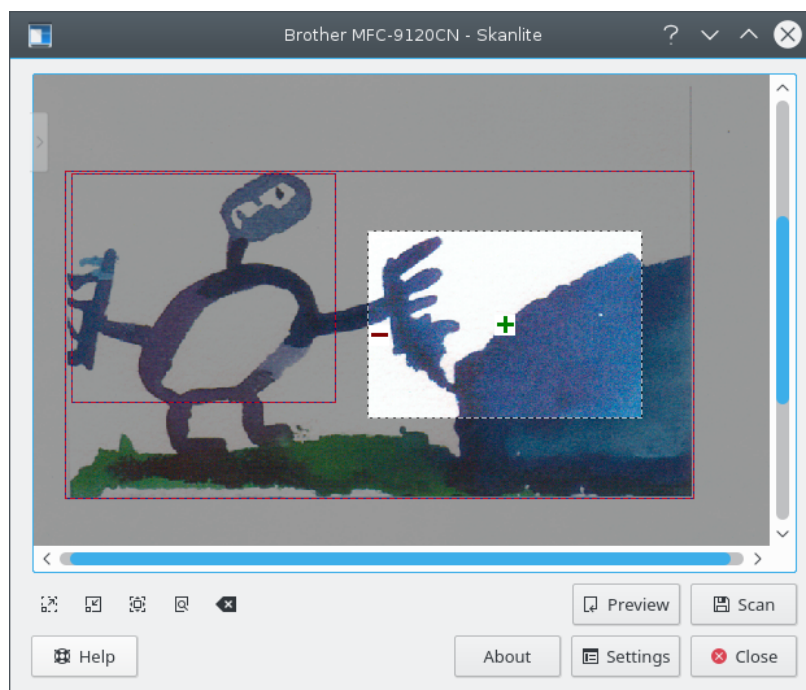 Brother MFC-9120CN - Skanlite
Preview
Scan
Help
About
Settings
Close